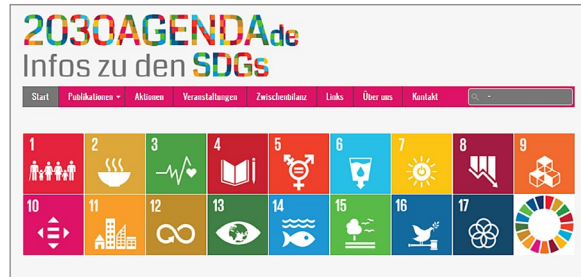 2030AGENDAde
Infos zu den SDGs
Start Publikationen Aktionen Veranstaltungen Zwischenbilanz Links Über uns Kontakt
1 2 3 4 5 6 7 8 9
10 11 12 13 14 15 16 17